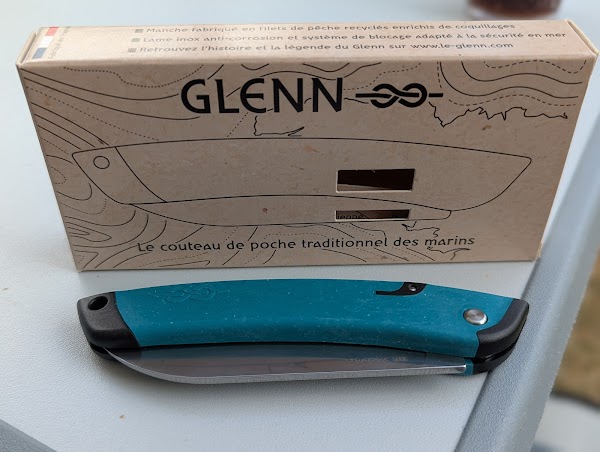 Manche fabriqué en filets de pêche recyclés enrichis de coquillages
Lame inox anti-corrosion et système de blocage adapté à la sécurité en mer
Retrouvez l'histoire et la légende du Glenn sur www.le-glenn.com
GLENN
Le couteau de poche traditionnel des marins